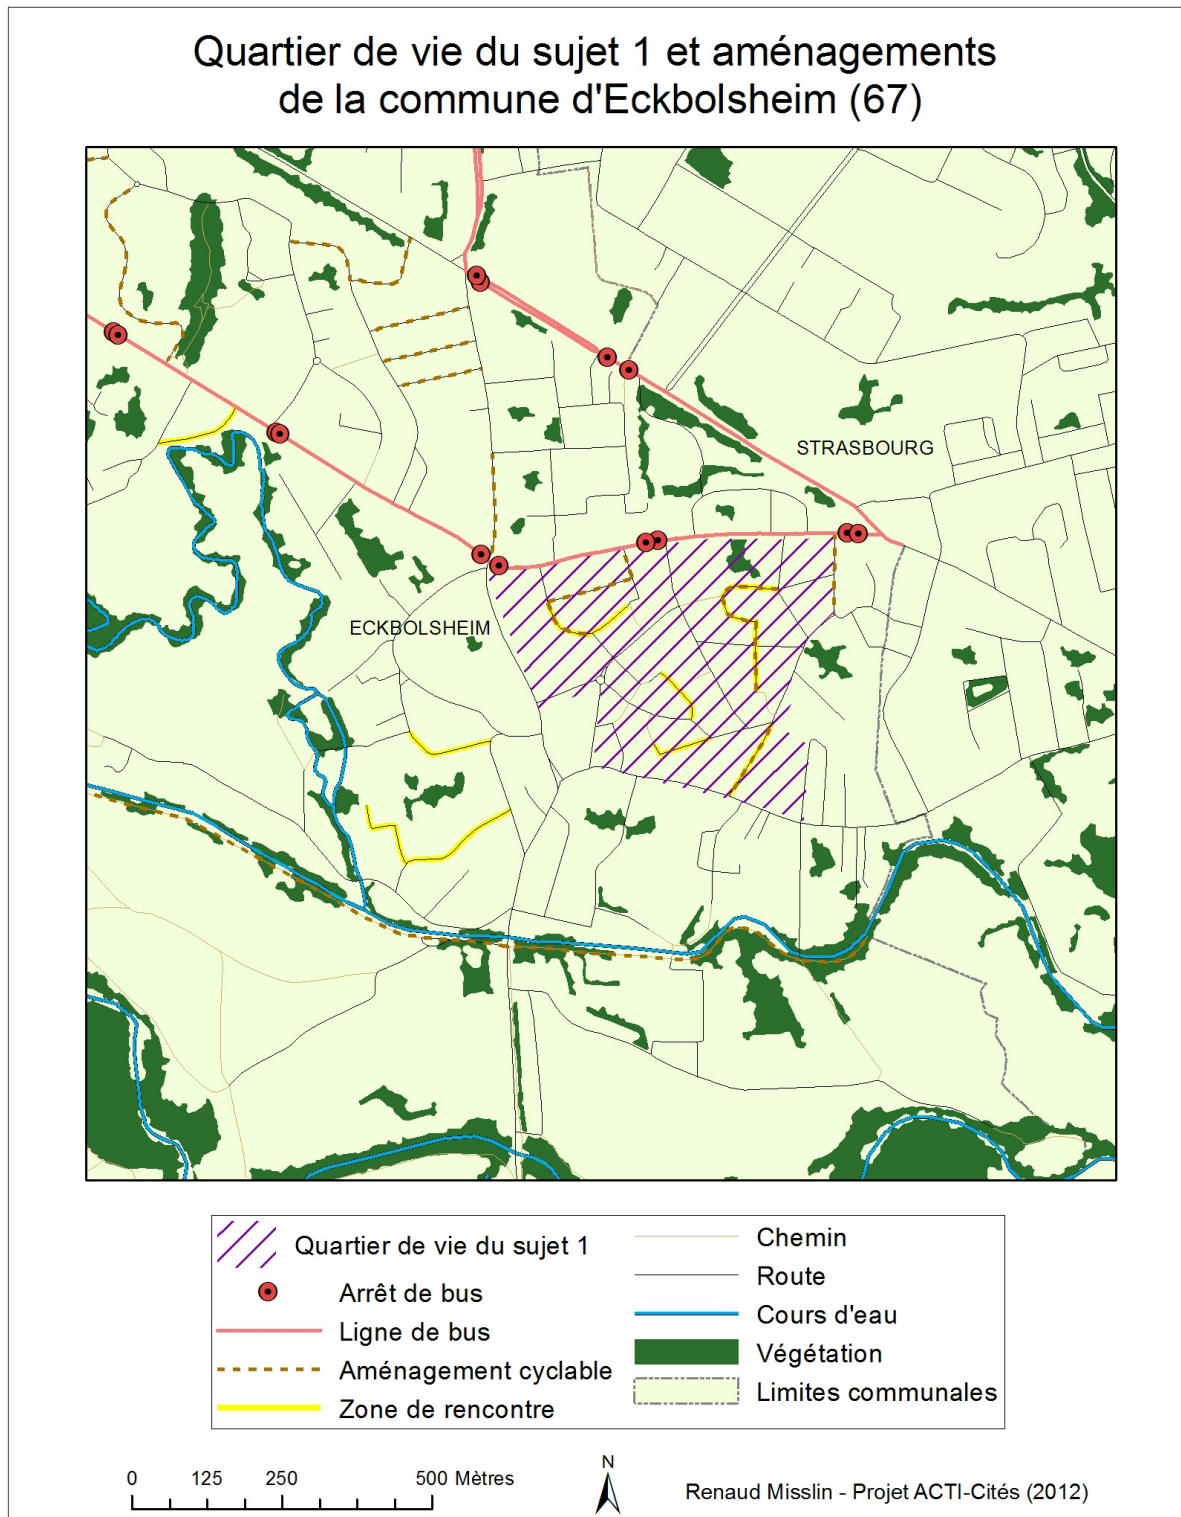 Quartier de vie du sujet 1 et aménagements
de la commune d'Eckbolsheim (67)
STRASBOURG
ECKBOLSHEIM
Quartier de vie du sujet 1
Arrêt de bus
Ligne de bus
Aménagement cyclable
Zone de rencontre
Chemin
Route
Cours d'eau
Végétation
Limites communales
0 125 250 500 Mètres
N
Renaud Misslin - Projet ACTI-Cités (2012)